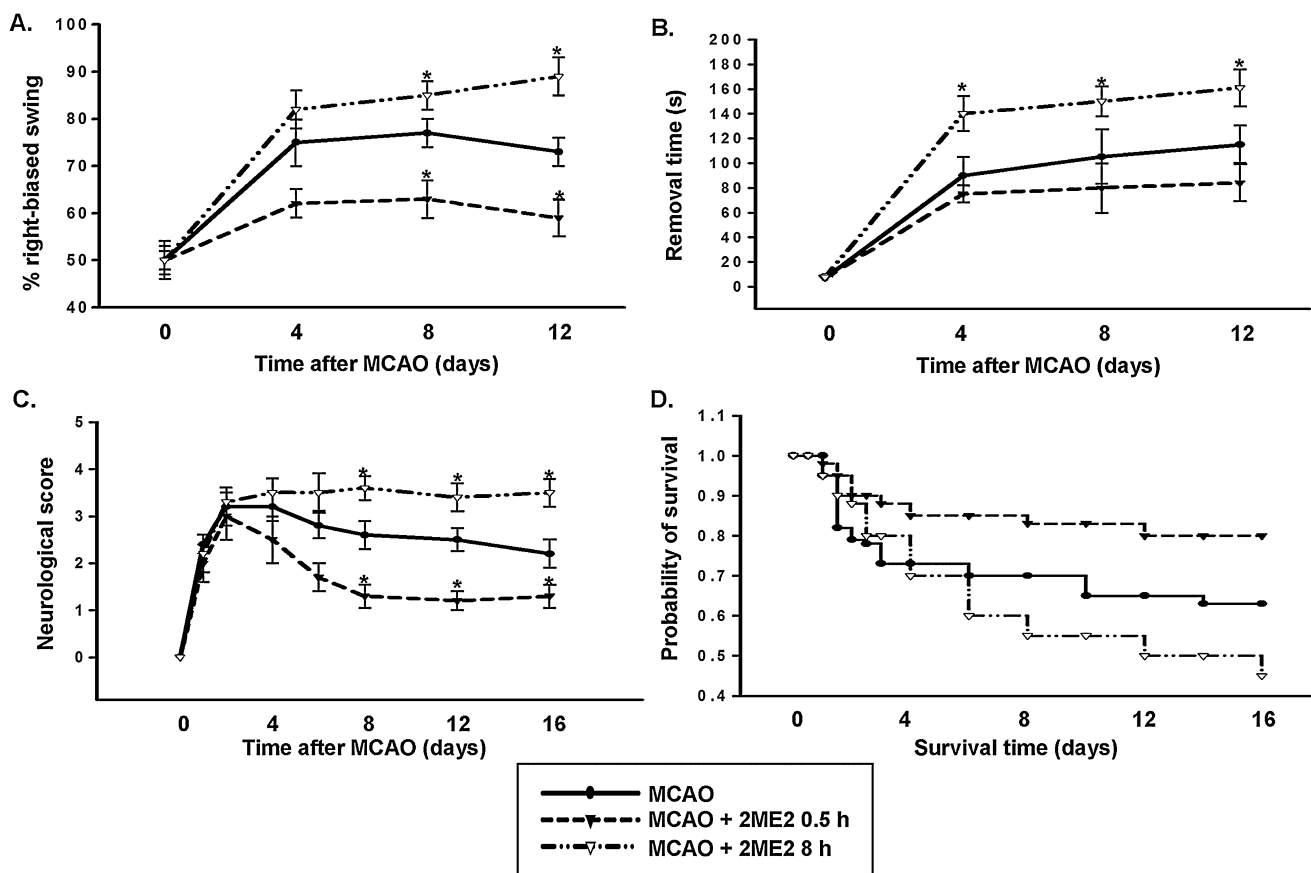 A.
% right-biased swing
100
90
80
70
60
50
40
* * * *
0 4 8 12
Time after MCAO (days)
B.
Removal time (s)
200
180
160
140
120
100
80
60
40
20
0
* * *
0 4 8 12
Time after MCAO (days)
C.
Neurological score
5
4
3
2
1
0
* * *
* * *
0 4 8 12 16
Time after MCAO (days)
D.
Probability of survival
1.1
1.0
0.9
0.8
0.7
0.6
0.5
0.4
0 4 8 12 16
Survival time (days)
MCAO
MCAO + 2ME2 0.5 h
MCAO + 2ME2 8 h